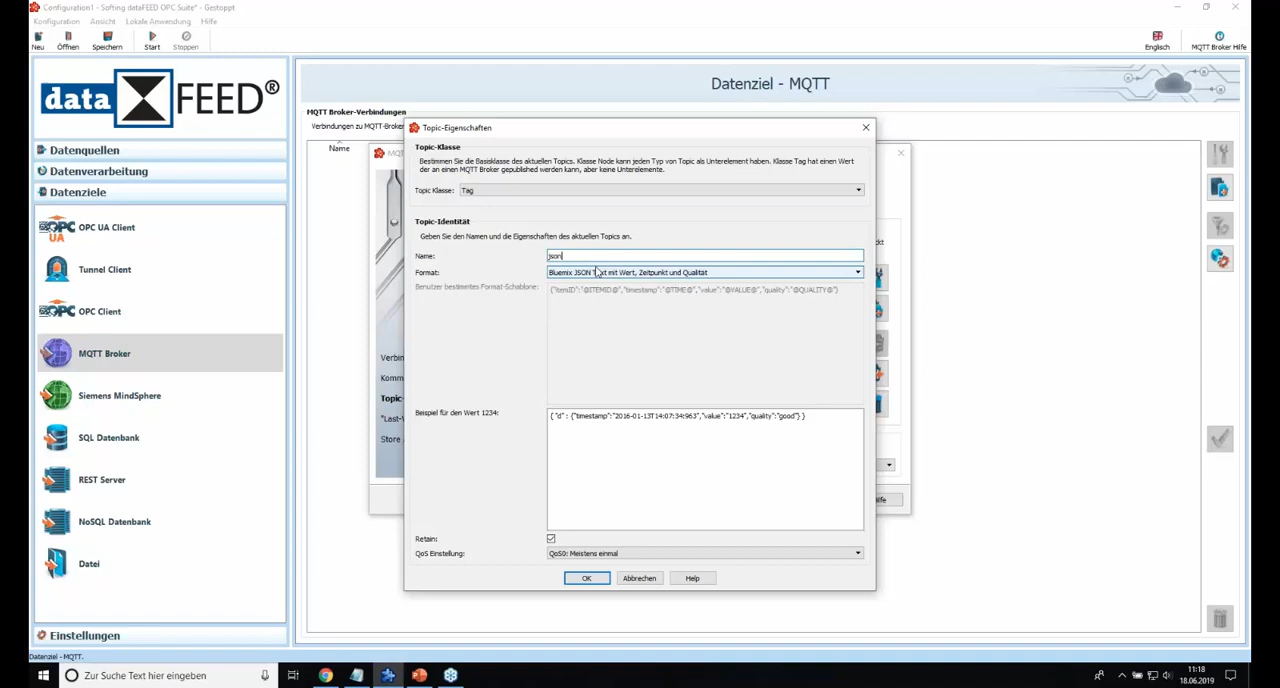 Configuration1 - Softing dataFEED OPC Suite* - Gestoppt
Konfiguration Ansicht Lokale Anwendung Hilfe
Neu Öffnen Speichern Start Stoppen Englisch MQTT Broker Hilfe
data FEED®
Datenquellen
Datenverarbeitung
Datenziele
OPC UA Client
Tunnel Client
OPC Client
MQTT Broker
Siemens MindSphere
SQL Datenbank
REST Server
NoSQL Datenbank
Datei
Einstellungen
Datenziel - MQTT
MQTT Broker-Verbindungen
Verbindungen zu MQTT-Broker
Name
Topic-Eigenschaften
Topic-Klasse
Bestimmen Sie die Basisklasse des aktuellen Topics. Klasse Node kann jeden Typ von Topic als Unterelement haben. Klasse Tag hat einen Wert
der an einen MQTT Broker gepublished werden kann, aber keine Unterelemente.
Topic Klasse: Tag
Topic-Identität
Geben Sie den Namen und die Eigenschaften des aktuellen Topics an.
Name: json
Format: Bluemix JSON Text mit Wert, Zeitpunkt und Qualität
Benutzer bestimmtes Format-Schablone: {"itemID":"@ITEMID@","timestamp":"@TIME@","value":"@VALUE@","quality":"@QUALITY@"}
Beispiel für den Wert 1234: { "d" : {"timestamp":"2016-01-13T14:07:34:963","value":"1234","quality":"good"} }
Retain:
QoS Einstellung: QoS0: Meistens einmal
OK Abbrechen Help
Datenziel - MQTT.
Zur Suche Text hier eingeben
11:18
18.06.2019